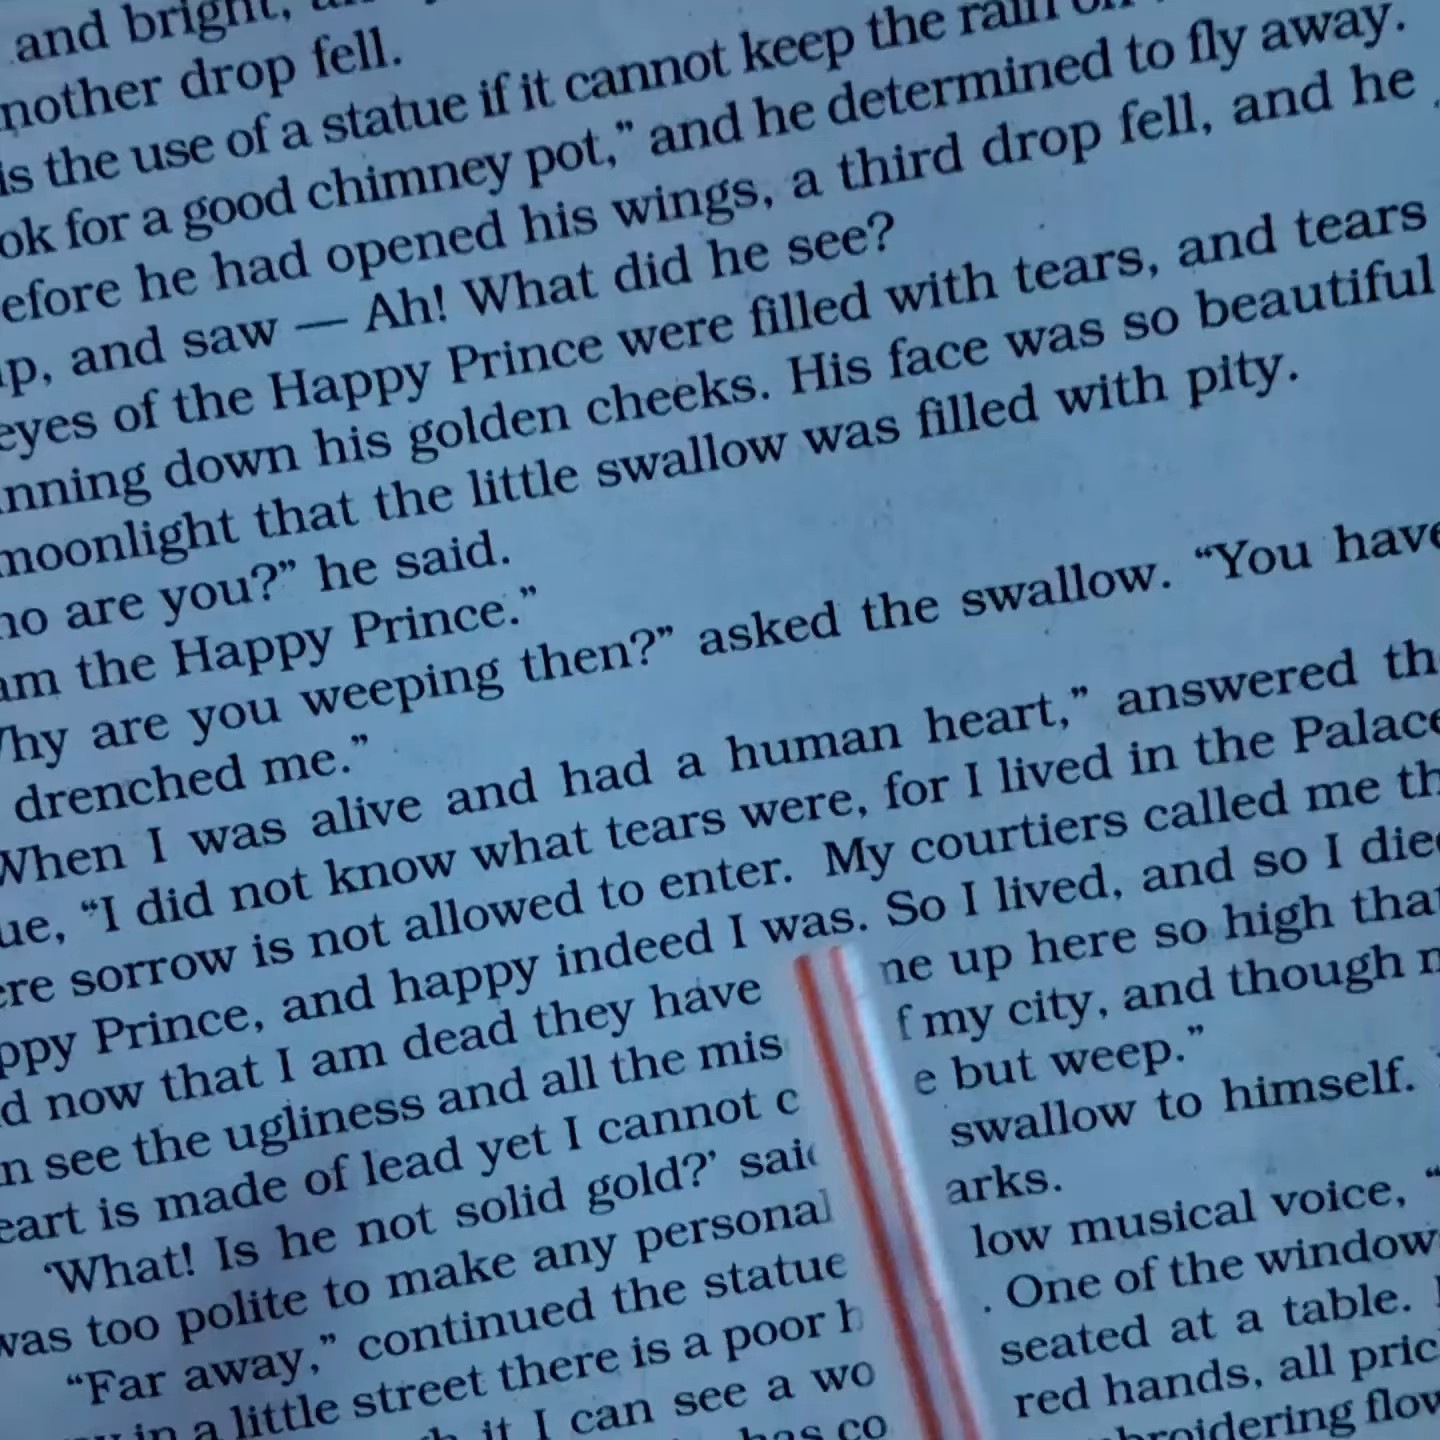 and bright,
nother drop fell.
is the use of a statue if it cannot keep the rain
ok for a good chimney pot,” and he determined to fly away.
efore he had opened his wings, a third drop fell, and he
p, and saw — Ah! What did he see?
eyes of the Happy Prince were filled with tears, and tears
nning down his golden cheeks. His face was so beautiful
moonlight that the little swallow was filled with pity.
ho are you?” he said.
am the Happy Prince.”
hy are you weeping then?” asked the swallow. “You have
drenched me.”
When I was alive and had a human heart,” answered th
ue, “I did not know what tears were, for I lived in the Palace
ere sorrow is not allowed to enter. My courtiers called me th
ppy Prince, and happy indeed I was. So I lived, and so I died
d now that I am dead they have ne up here so high that
n see the ugliness and all the mis f my city, and though m
eart is made of lead yet I cannot c e but weep.”
‘What! Is he not solid gold?’ said swallow to himself.
was too polite to make any personal arks.
“Far away,” continued the statue low musical voice, “
in a little street there is a poor h . One of the window
it I can see a wo seated at a table.
has co red hands, all pric
broidering flow